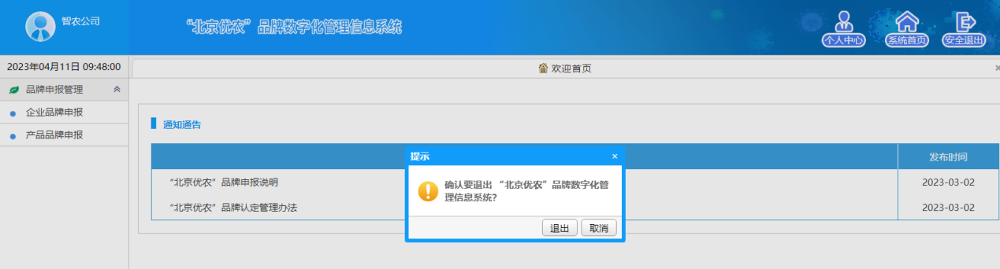 智农公司
“北京优农”品牌数字化管理信息系统
个人中心
系统首页
安全退出
2023年04月11日 09:48:00
欢迎首页
品牌申报管理
企业品牌申报
产品品牌申报
通知通告
发布时间
“北京优农”品牌申报说明
2023-03-02
“北京优农”品牌认定管理办法
2023-03-02
提示
确认要退出 “北京优农”品牌数字化管
理信息系统?
退出
取消